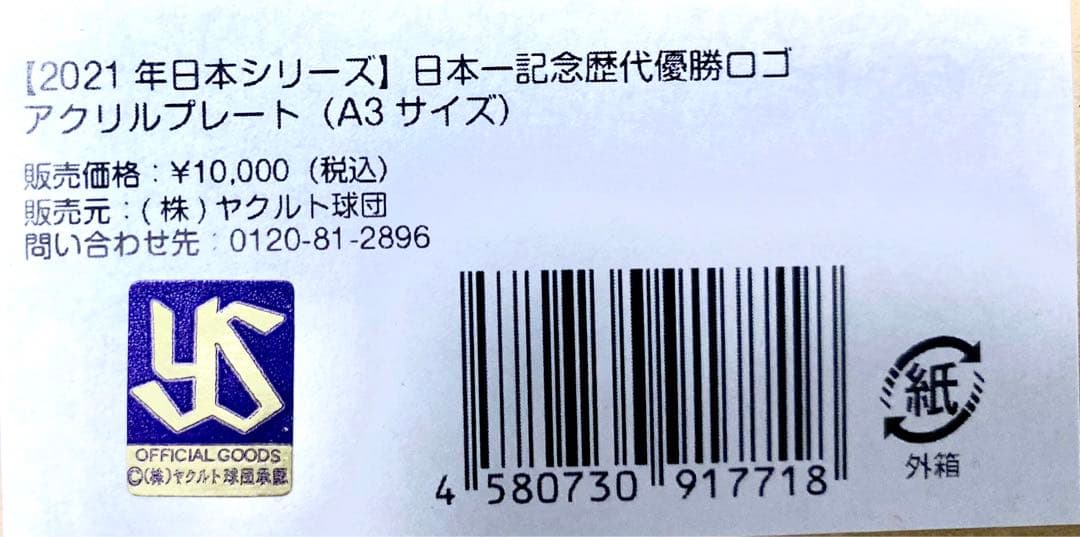 【2021 年日本シリーズ】日本一記念歴代優勝ロゴ
アクリルプレート（A3 サイズ）
販売価格：¥10,000（税込）
販売元：(株)ヤクルト球団
問い合わせ先：0120-81-2896
YS
OFFICIAL GOODS
©(株)ヤクルト球団承認
4 580730 917718
紙
外箱